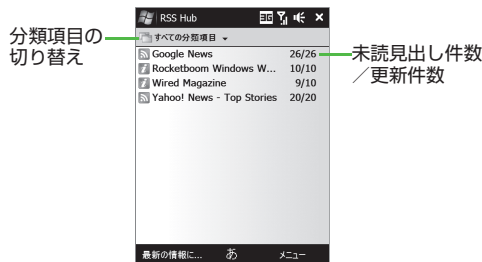 RSS Hub
3G
分類項目の
切り替え
すべての分類項目
Google News 26/26
Rocketboom Windows W... 10/10
Wired Magazine 9/10
Yahoo! News - Top Stories 20/20
未読見出し件数
／更新件数
最新の情報に... あ メニュー